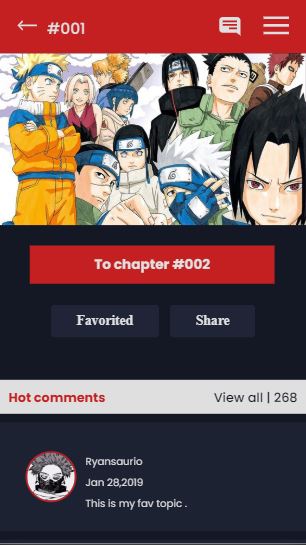 #001
To chapter #002
Favorited
Share
Hot comments
View all | 268
Ryansaurio
Jan 28,2019
This is my fav topic .